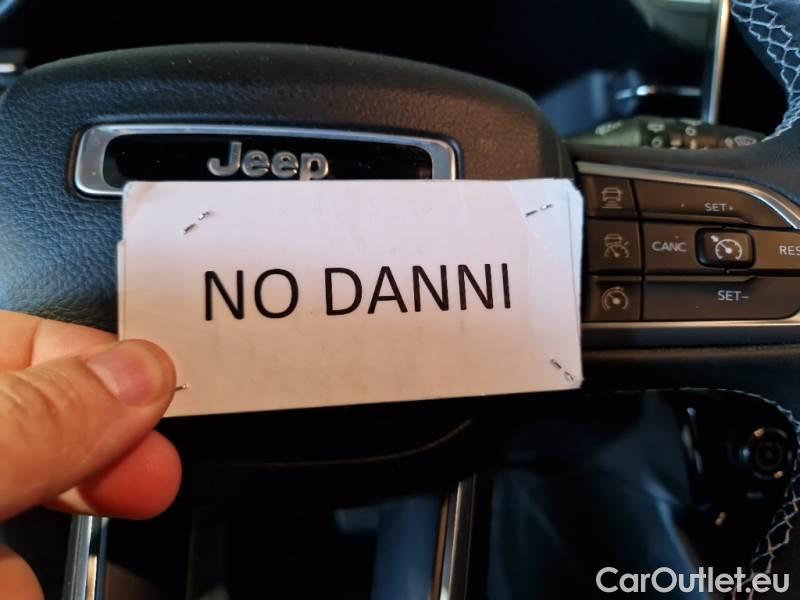 Jeep
NO DANNI
SET+
CANC
RES
SET-
CarOutlet.eu